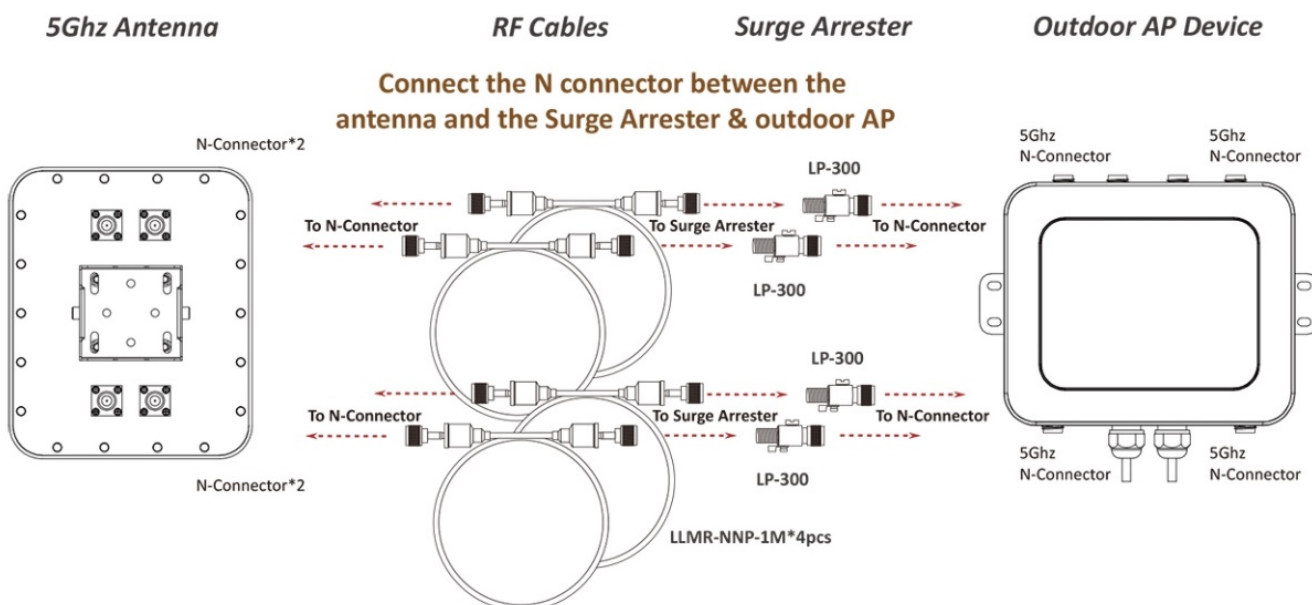 5Ghz Antenna
RF Cables
Surge Arrester
Outdoor AP Device
Connect the N connector between the
antenna and the Surge Arrester & outdoor AP
N-Connector*2
5Ghz
N-Connector
5Ghz
N-Connector
LP-300
To N-Connector
To Surge Arrester
To N-Connector
LP-300
LP-300
To N-Connector
To Surge Arrester
To N-Connector
LP-300
N-Connector*2
5Ghz
N-Connector
5Ghz
N-Connector
LLMR-NNP-1M*4pcs